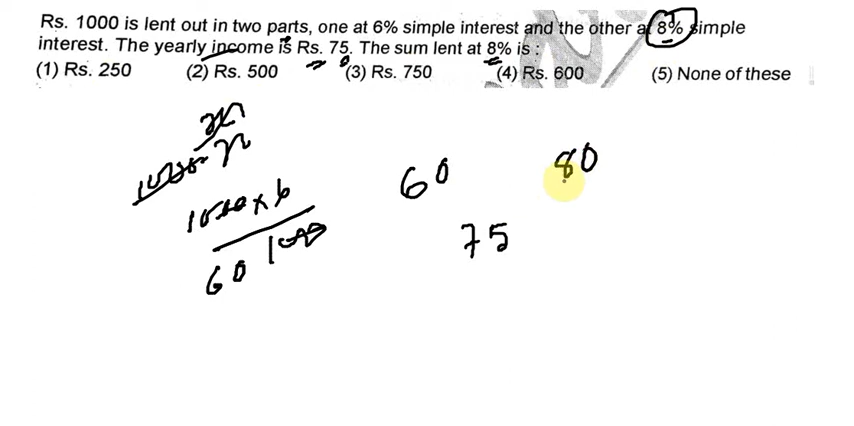 Rs. 1000 is lent out in two parts, one at 6% simple interest and the other at 8% simple
interest. The yearly income is Rs. 75. The sum lent at 8% is :
(1) Rs. 250 (2) Rs. 500 (3) Rs. 750 (4) Rs. 600 (5) None of these
60 80
1000 × 6
100
75
60